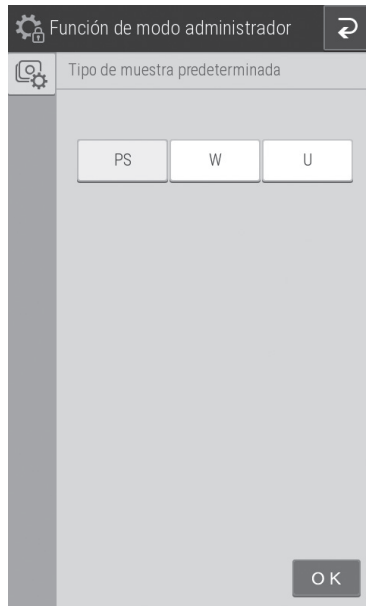 Función de modo administrador
Tipo de muestra predeterminada
PS W U
OK